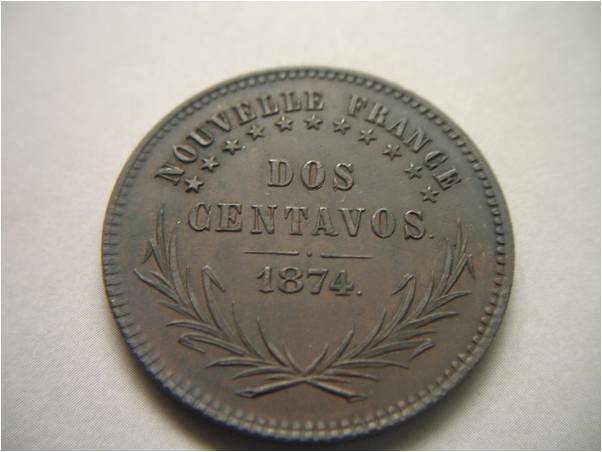 NOUVELLE FRANCE
DOS
CENTAVOS.
1874.